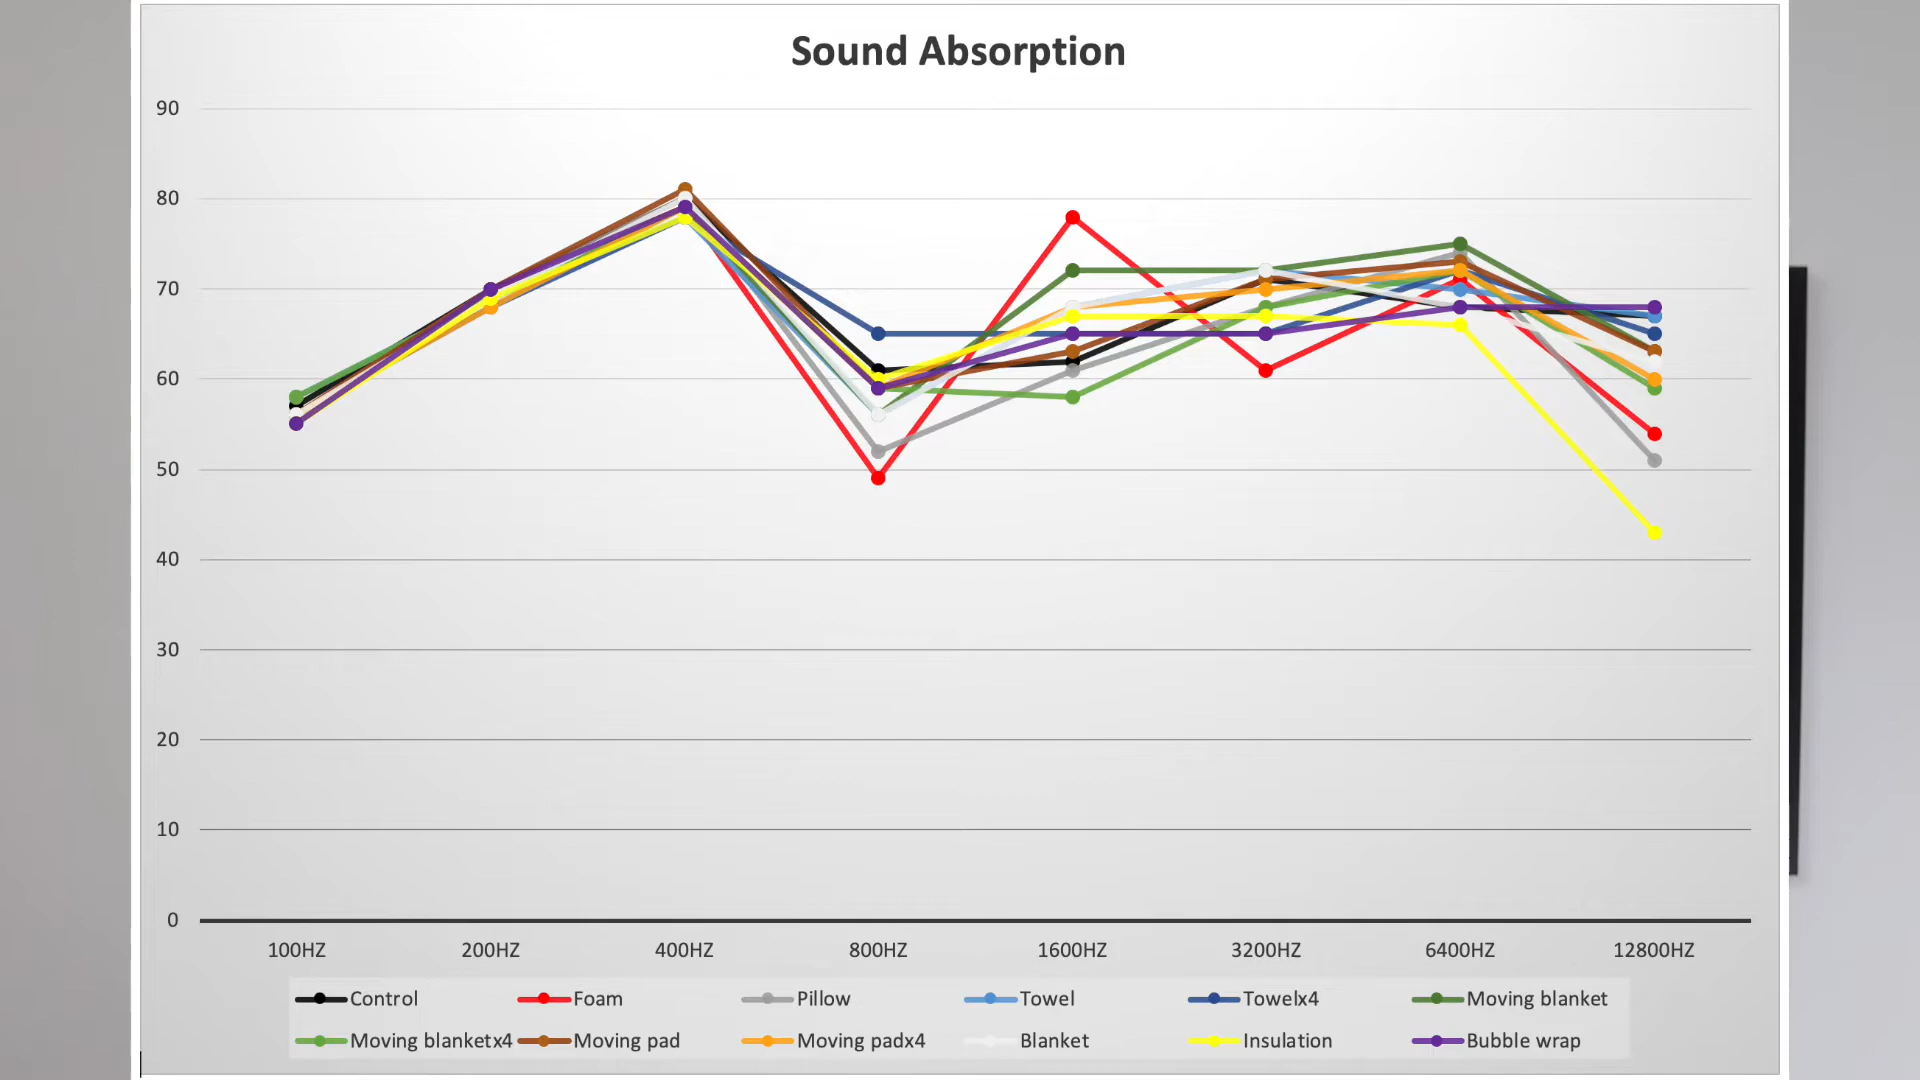 Sound Absorption
90
80
70
60
50
40
30
20
10
0
100HZ 200HZ 400HZ 800HZ 1600HZ 3200HZ 6400HZ 12800HZ
Control Foam Pillow Towel Towelx4 Moving blanket
Moving blanketx4 Moving pad Moving padx4 Blanket Insulation Bubble wrap